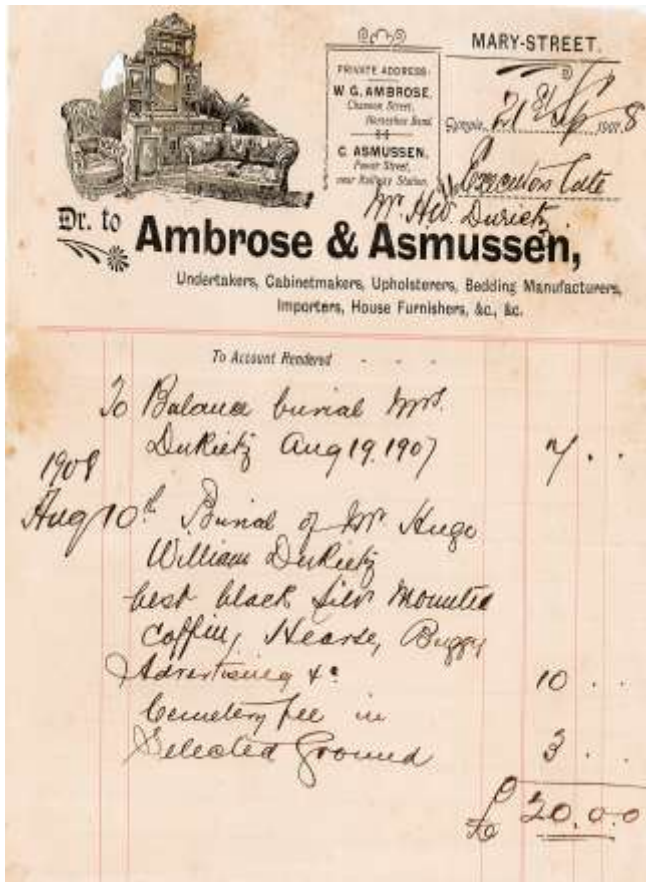 MARY-STREET.
PRIVATE ADDRESS:
W. G. AMBROSE,
Channon Street,
Horseshoe Bend.
C. ASMUSSEN,
Power Street,
near Railway Station.
Gympie, 21st Sep 1908
Executors late
Mr. H.W. Durietz
Dr. to
Ambrose & Asmussen,
Undertakers, Cabinetmakers, Upholsterers, Bedding Manufacturers,
Importers, House Furnishers, &c., &c.
To Account Rendered - - - -
To Balance burial Mrs.
DuRietz Aug 19. 1907 7 . .
1908
Aug 10th Burial of Mr Hugo
William DuRietz
best black Silv Mounted
Coffin, Hearse, Buggy
Advertising &c 10 . .
Cemetery fee in
Selected Ground 3 . .
£ 20.0.0